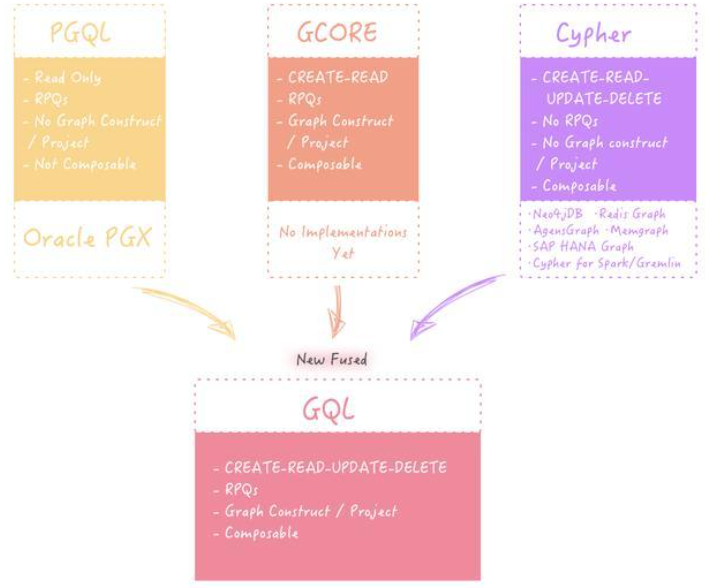 PGQL
- Read Only
- RPQs
- No Graph Construct
/ Project
- Not Composable
Oracle PGX
GCORE
- CREATE-READ
- RPQs
- Graph Construct
/ Project
- Composable
No Implementations
Yet
Cypher
- CREATE-READ-
UPDATE-DELETE
- No RPQs
- No Graph construct
/ Project
- Composable
·Neo4jDB ·Redis Graph
·AgensGraph ·Memgraph
·SAP HANA Graph
·Cypher for Spark/Gremlin
New Fused
GQL
- CREATE-READ-UPDATE-DELETE
- RPQs
- Graph Construct / Project
- Composable